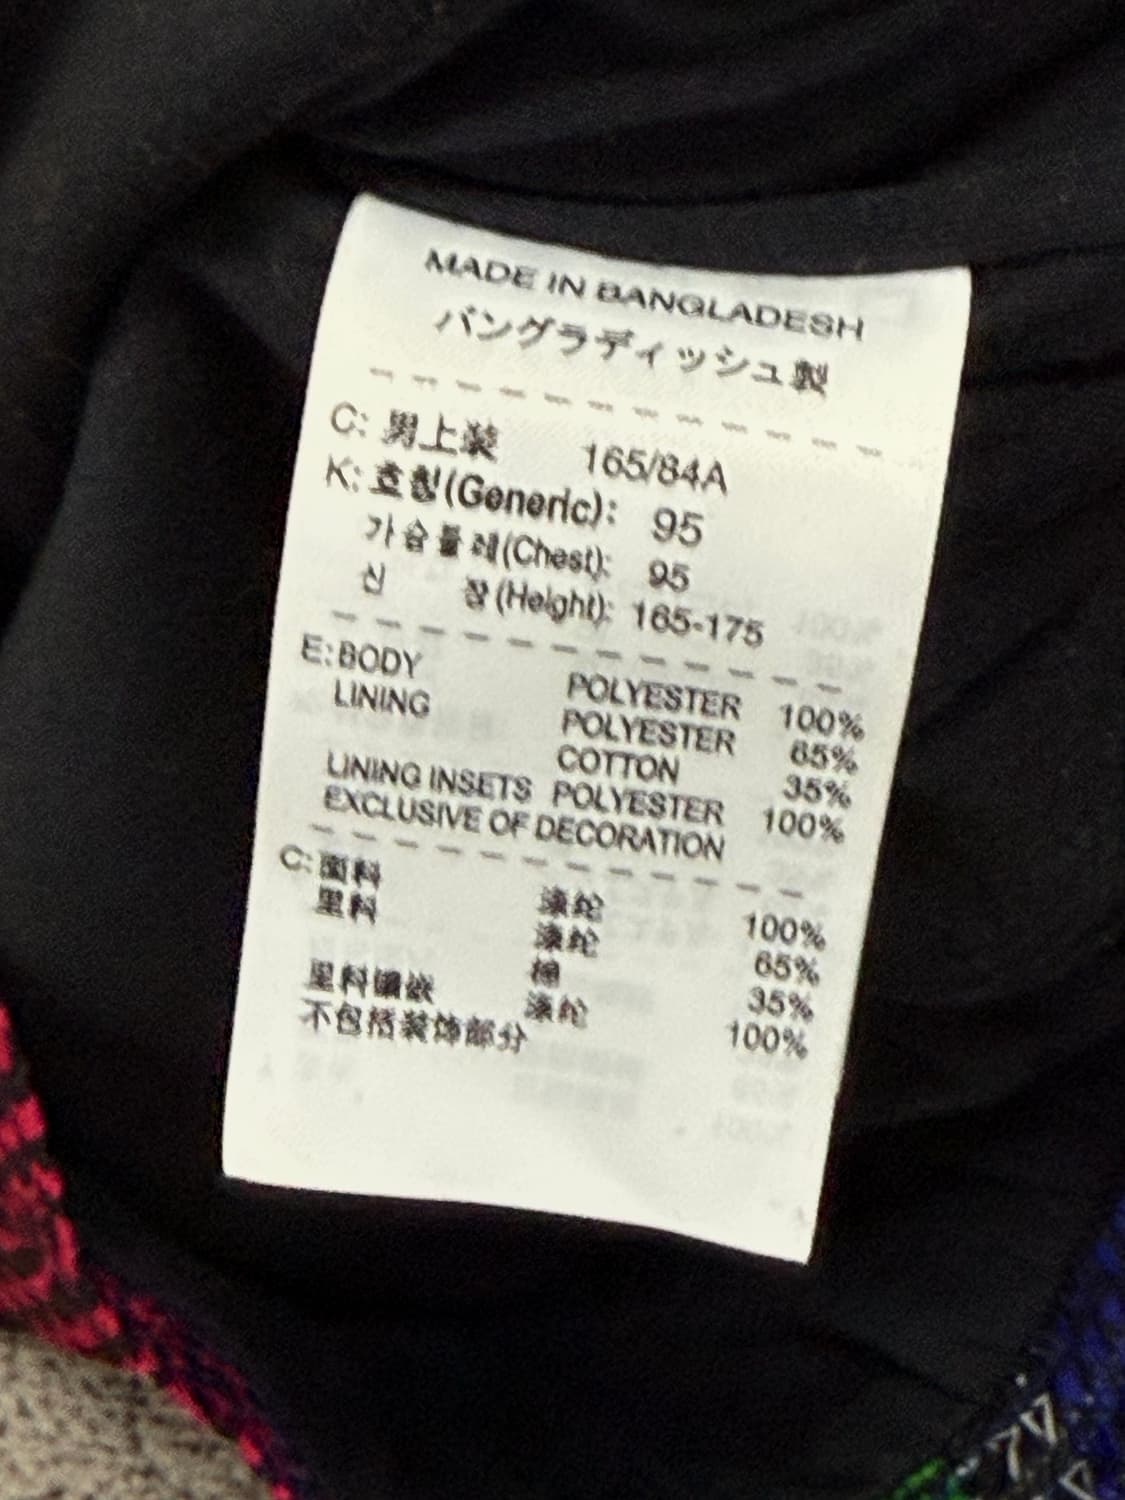 MADE IN BANGLADESH
バングラディッシュ製
C: 男上装 165/84A
K: 호칭(Generic): 95
가슴둘레(Chest): 95
신 장(Height): 165-175
E: BODY POLYESTER 100%
LINING POLYESTER 65%
COTTON 35%
LINING INSETS POLYESTER 100%
EXCLUSIVE OF DECORATION
C: 面料 涤纶 100%
里料 涤纶 65%
棉 35%
里料镶嵌 涤纶 100%
不包括装饰部分